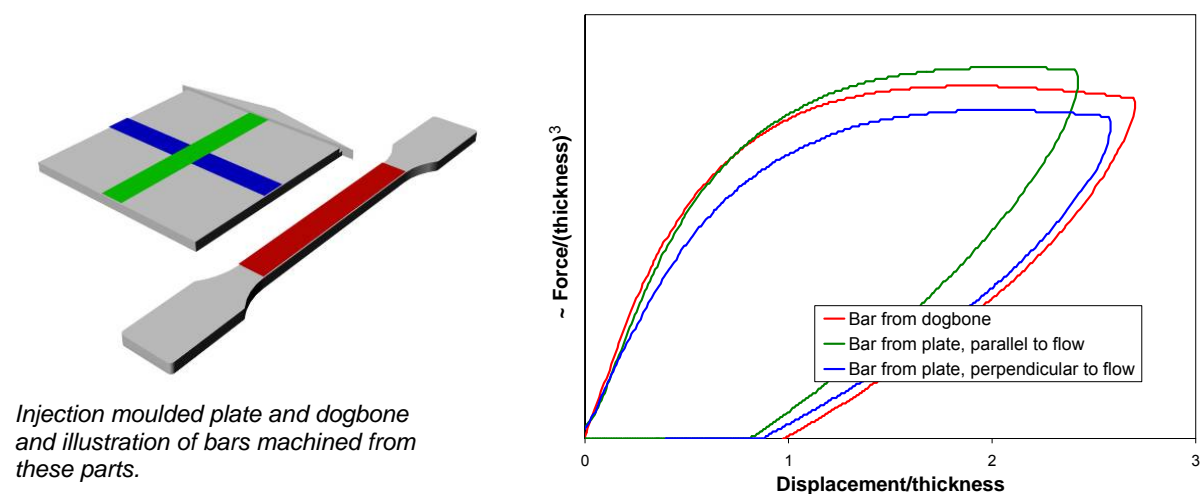 Injection moulded plate and dogbone
and illustration of bars machined from
these parts.
~ Force/(thickness)³
Bar from dogbone
Bar from plate, parallel to flow
Bar from plate, perpendicular to flow
0 1 2 3
Displacement/thickness